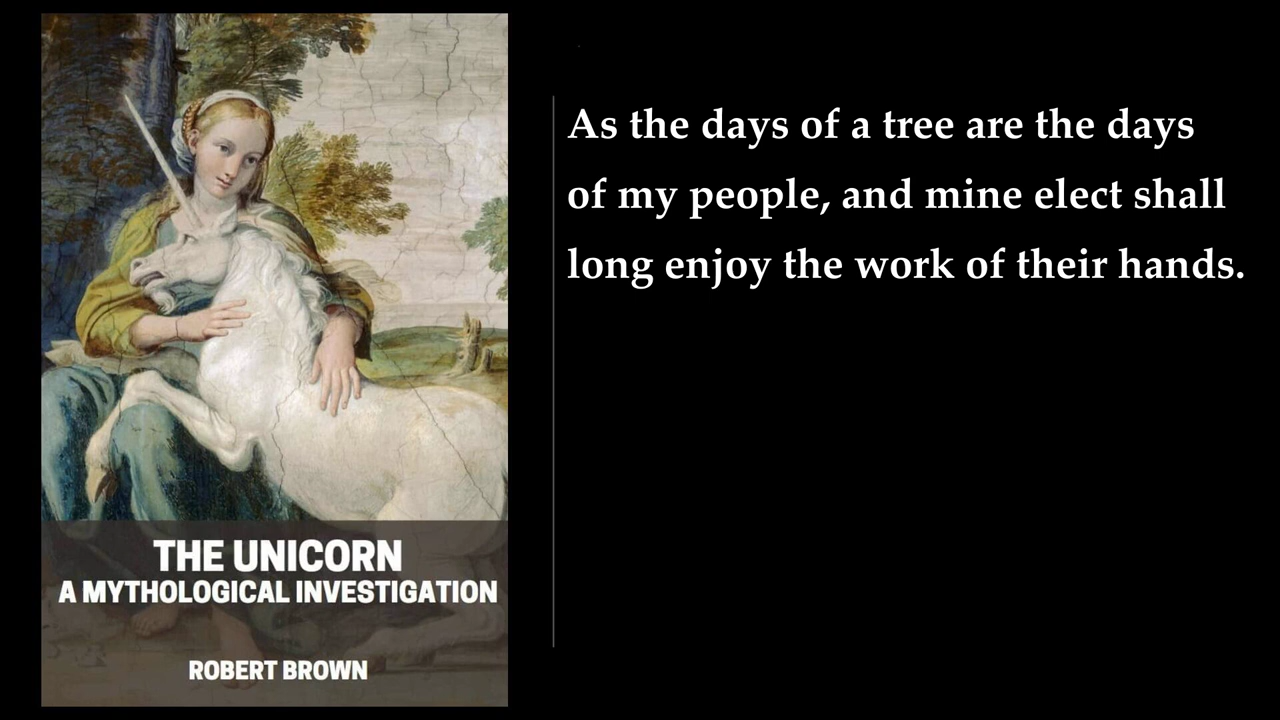 THE UNICORN
A MYTHOLOGICAL INVESTIGATION
ROBERT BROWN
As the days of a tree are the days
of my people, and mine elect shall
long enjoy the work of their hands.